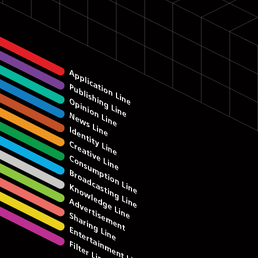 Application Line
Publishing Line
Opinion Line
News Line
Identity Line
Creative Line
Consumption Line
Broadcasting Line
Knowledge Line
Advertisement
Sharing Line
Entertainment
Filter